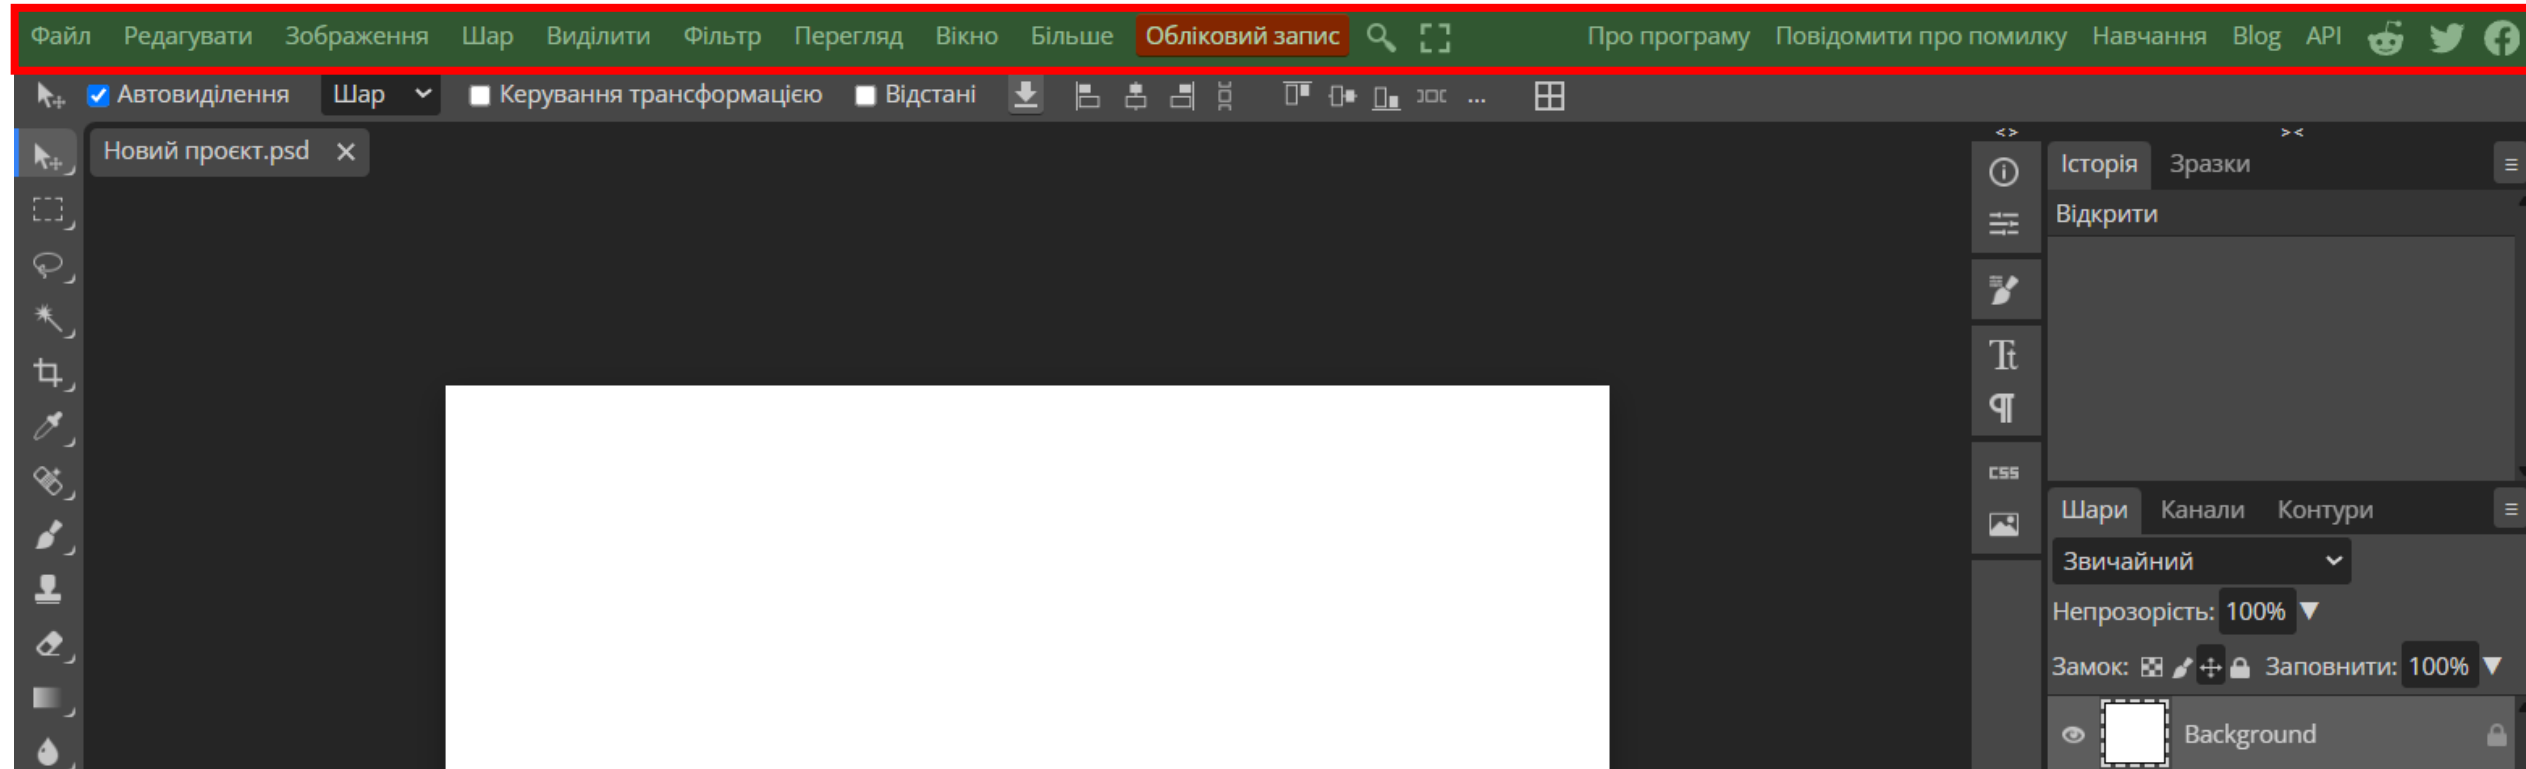 Файл Редагувати Зображення Шар Виділити Фільтр Перегляд Вікно Більше Обліковий запис Про програму Повідомити про помилку Навчання Blog API
Автовиділення Шар Керування трансформацією Відстані ...
Новий проєкт.psd
< > > <
Історія Зразки
Відкрити
Tt
¶
CSS
Шари Канали Контури
Звичайний
Непрозорість: 100%
Замок: Заповнити: 100%
Background